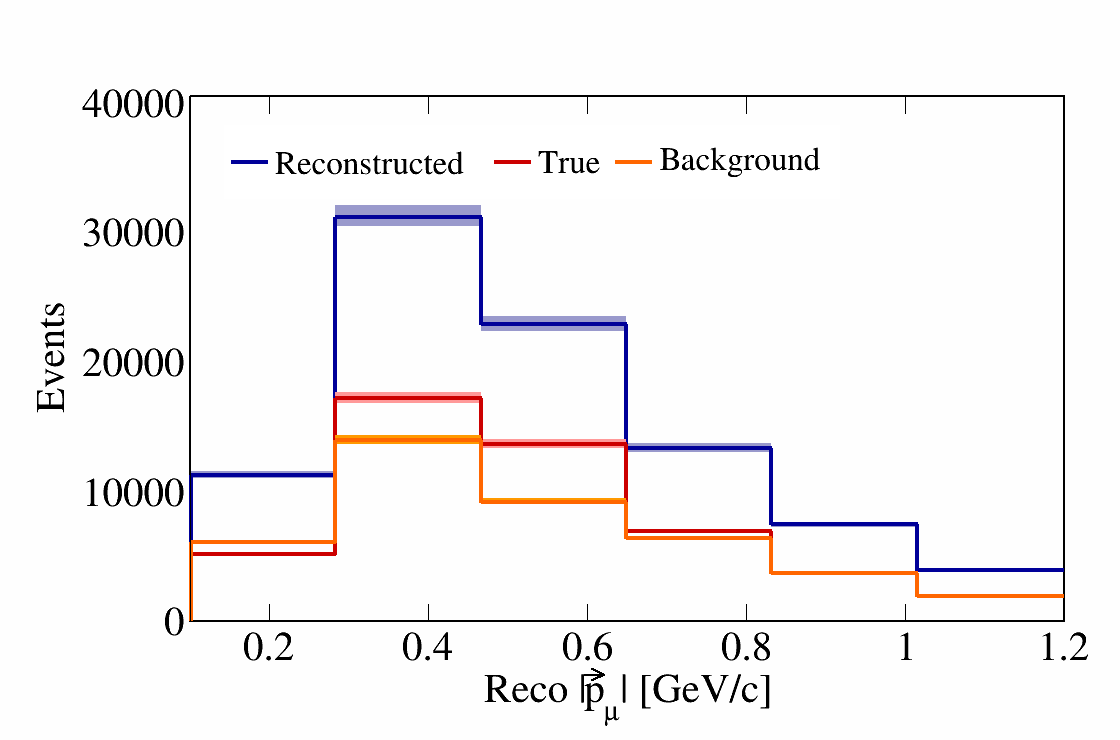 40000
30000
20000
10000
0
Events
Reconstructed True Background
0.2 0.4 0.6 0.8 1 1.2
Reco |p⃗_μ| [GeV/c]